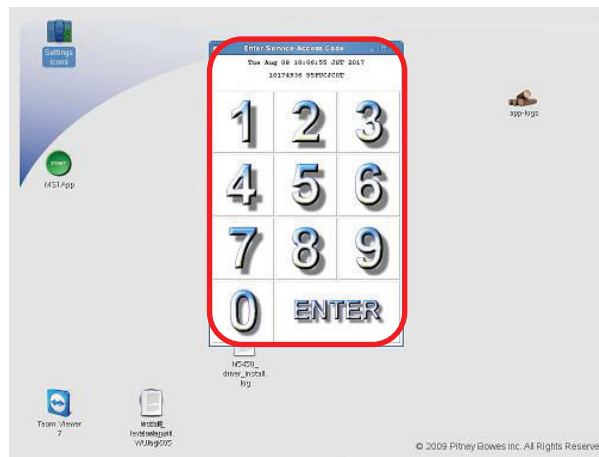 Settings
icons
Enter Service Access Code
Tue Aug 08 10:06:55 JST 2017
1 2 3
4 5 6
7 8 9
0 ENTER
app-logs
START
MSTApp
driver_install.
log
Team Viewer
7
© 2009 Pitney Bowes Inc. All Rights Reserve